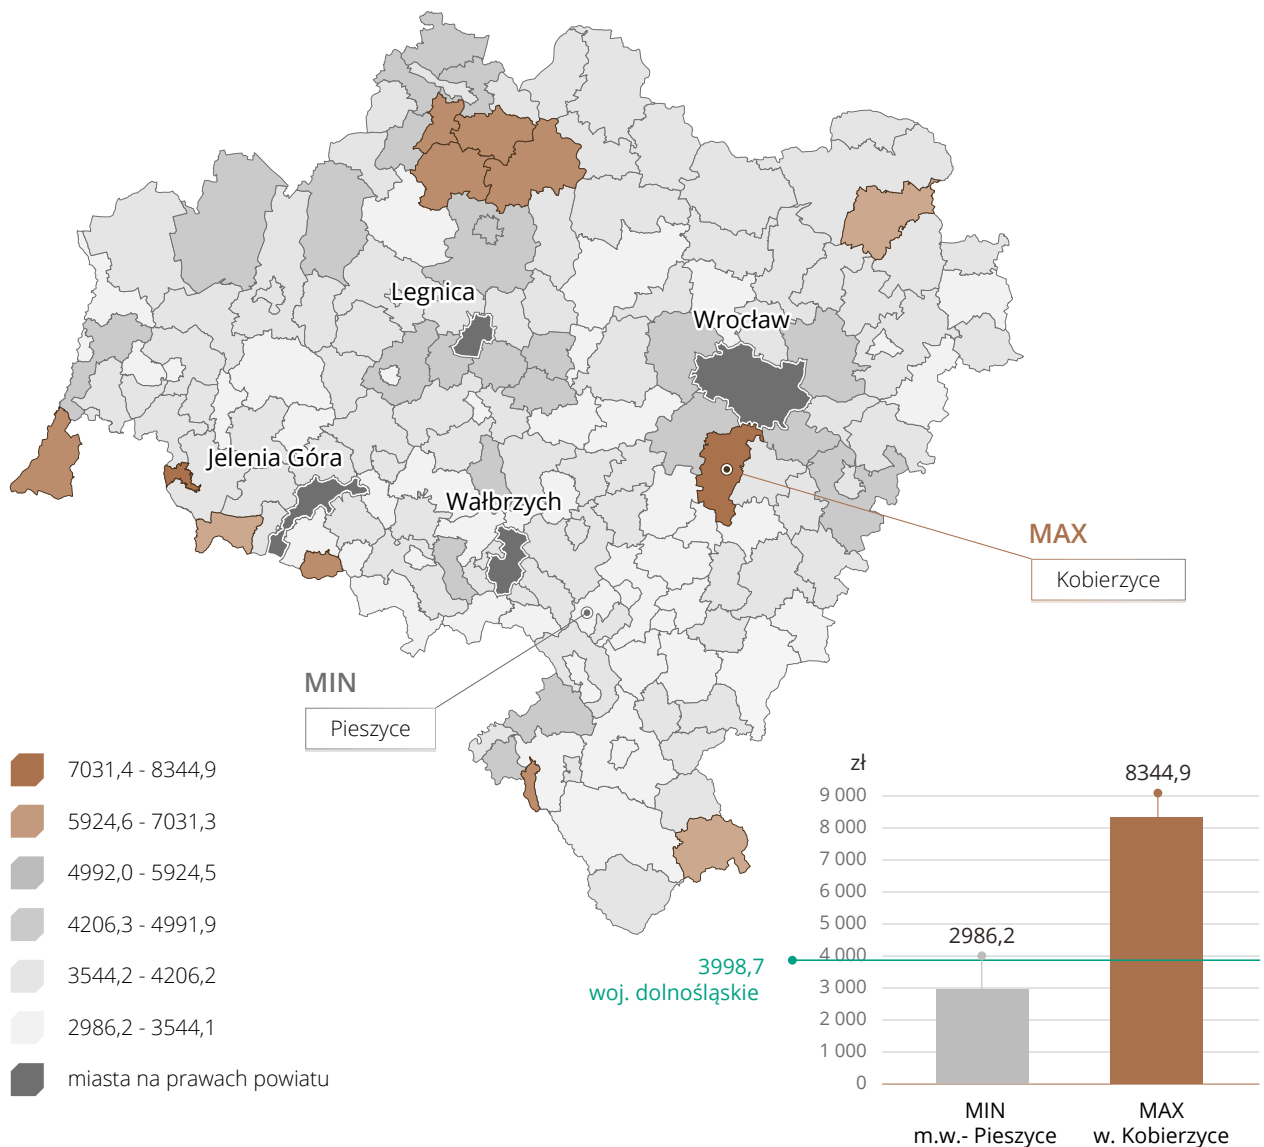 Legnica
Wrocław
Jelenia Góra
Wałbrzych
MAX
Kobierzyce
MIN
Pieszyce
7031,4 - 8344,9
5924,6 - 7031,3
4992,0 - 5924,5
4206,3 - 4991,9
3544,2 - 4206,2
2986,2 - 3544,1
miasta na prawach powiatu
zł
8344,9
9 000
8 000
7 000
6 000
5 000
2986,2
4 000
3998,7
woj. dolnośląskie
3 000
2 000
1 000
0
MIN
m.w.- Pieszyce
MAX
w. Kobierzyce